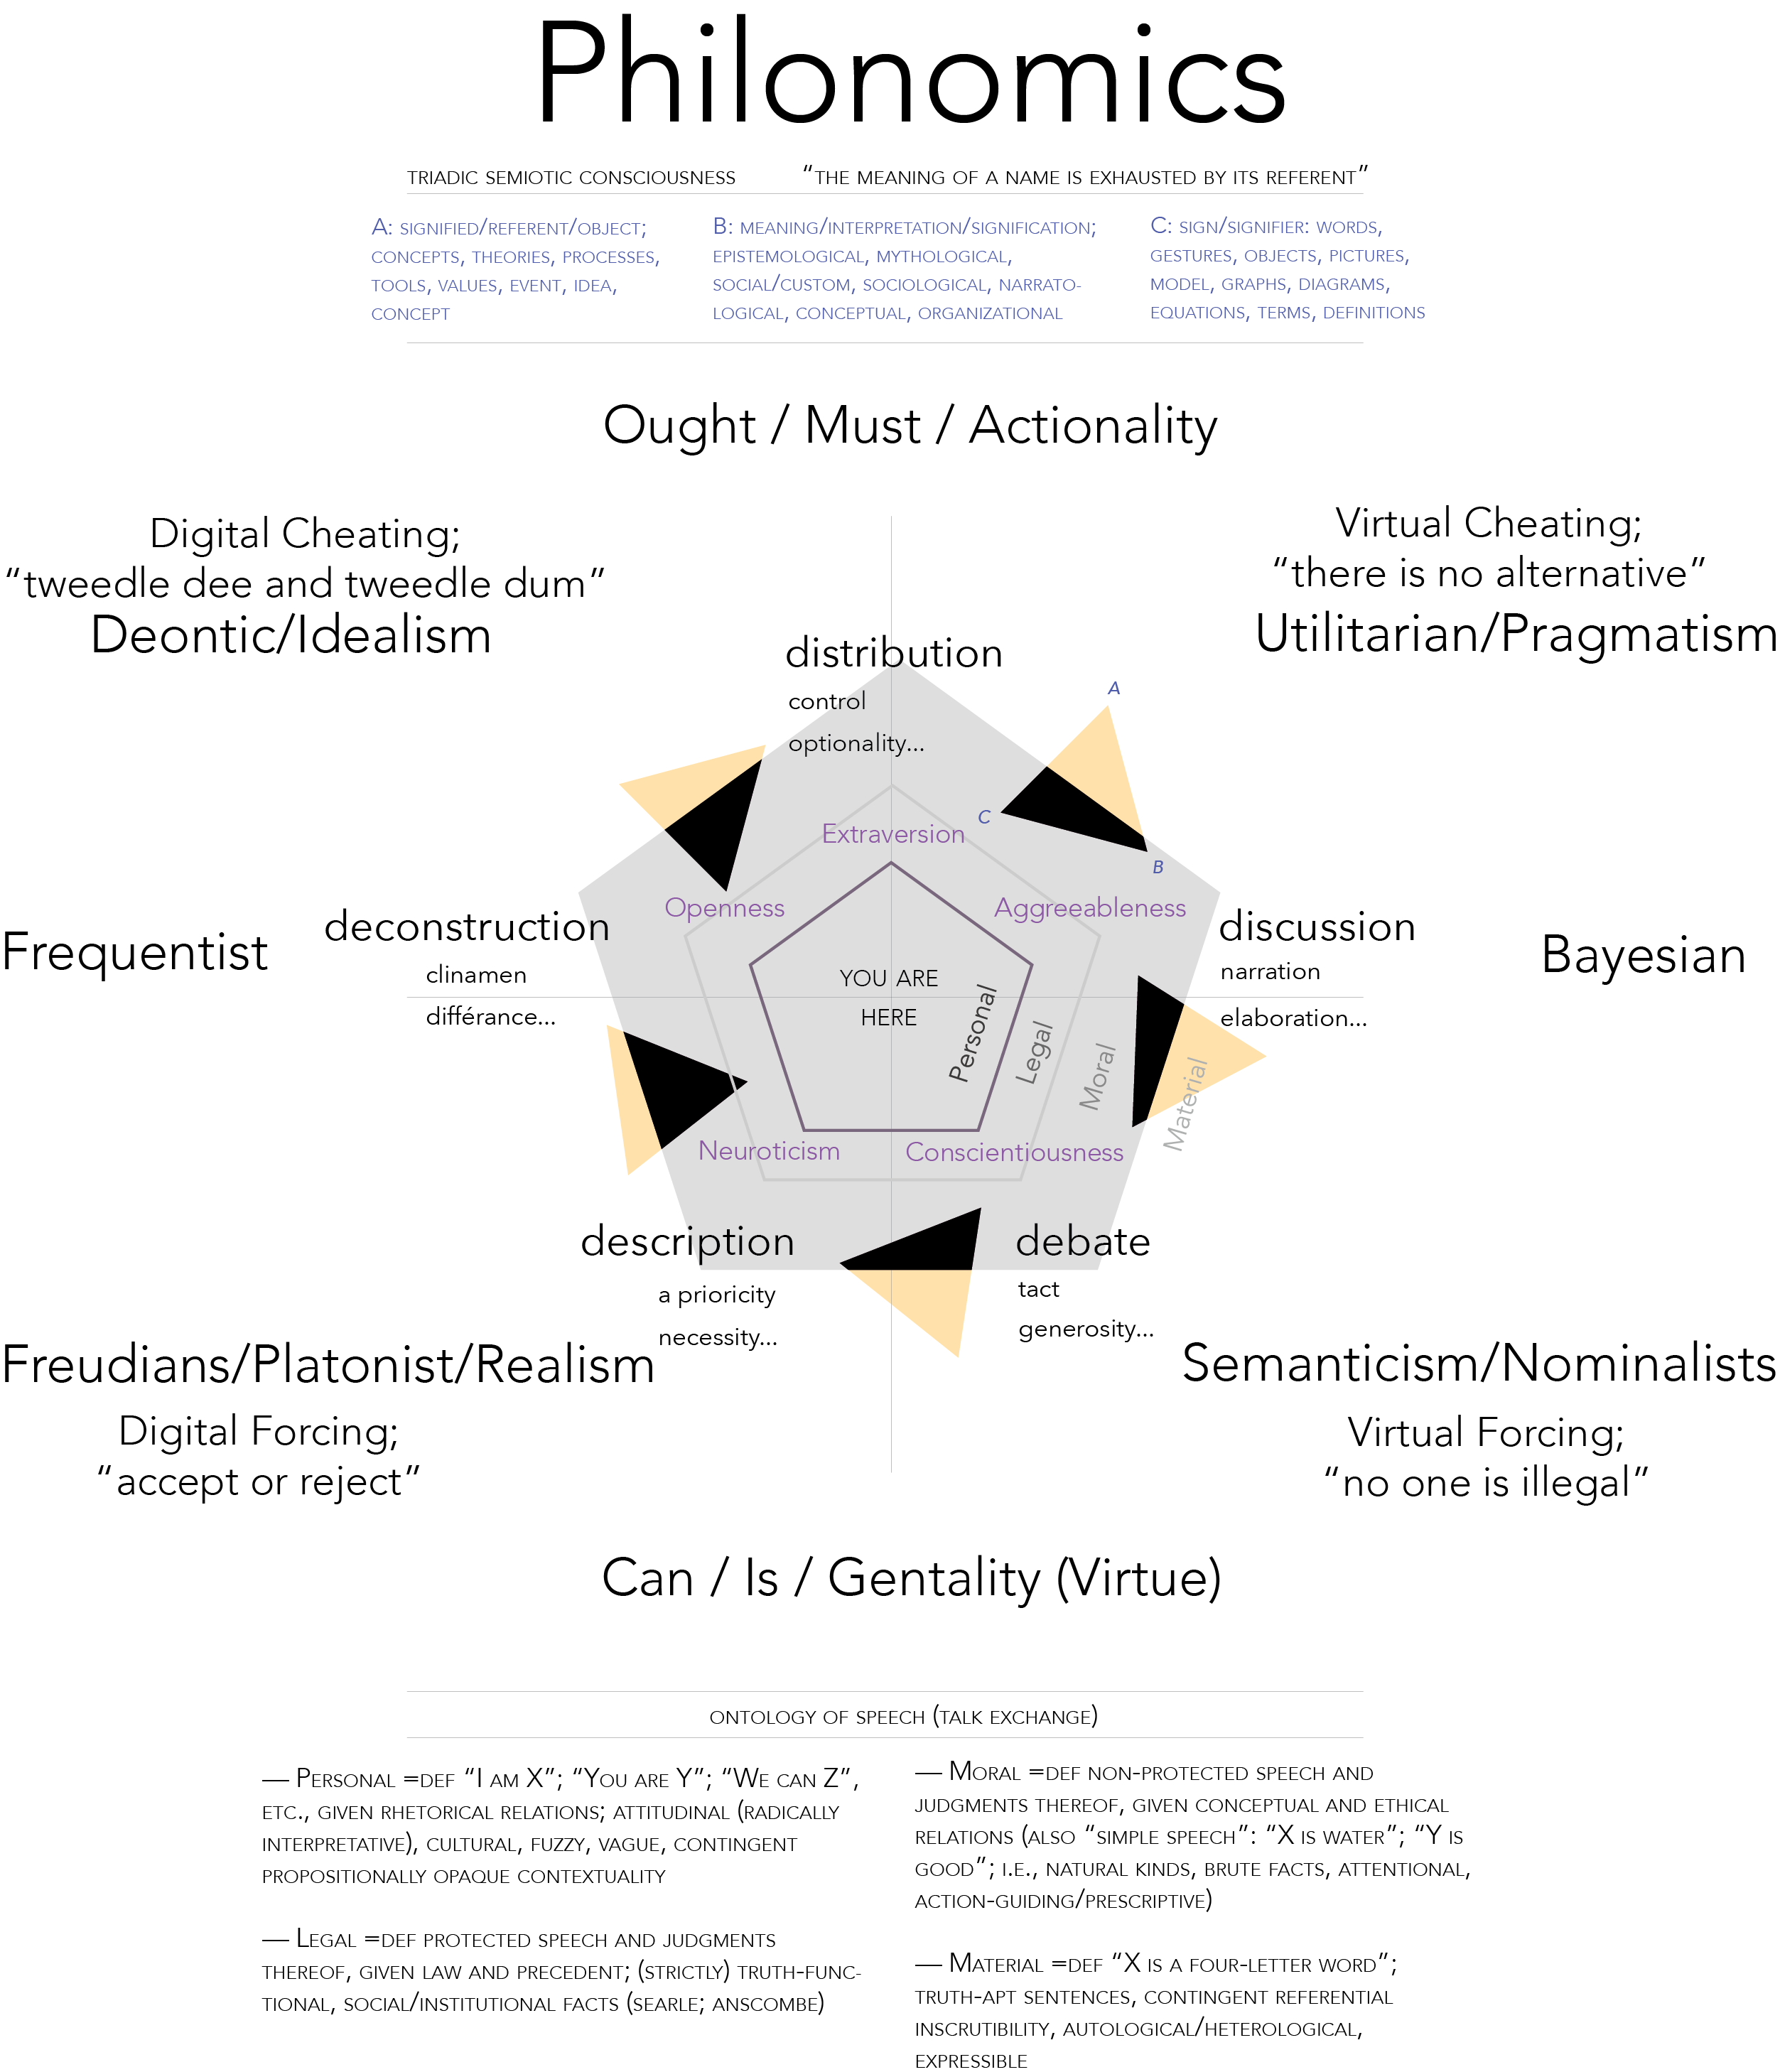 Philonomics
TRIADIC SEMIOTIC CONSCIOUSNESS
“THE MEANING OF A NAME IS EXHAUSTED BY ITS REFERENT”
A: SIGNIFIED/REFERENT/OBJECT;
CONCEPTS, THEORIES, PROCESSES,
TOOLS, VALUES, EVENT, IDEA,
CONCEPT
B: MEANING/INTERPRETATION/SIGNIFICATION;
EPISTEMOLOGICAL, MYTHOLOGICAL,
SOCIAL/CUSTOM, SOCIOLOGICAL, NARRATO-
LOGICAL, CONCEPTUAL, ORGANIZATIONAL
C: SIGN/SIGNIFIER: WORDS,
GESTURES, OBJECTS, PICTURES,
MODEL, GRAPHS, DIAGRAMS,
EQUATIONS, TERMS, DEFINITIONS
Ought / Must / Actionality
Digital Cheating;
“tweedle dee and tweedle dum”
Deontic/Idealism
Virtual Cheating;
“there is no alternative”
Utilitarian/Pragmatism
distribution
control
optionality...
A
C
B
Extraversion
Openness
Aggreeableness
Frequentist
deconstruction
clinamen
différance...
YOU ARE
HERE
Personal
Legal
Moral
Material
discussion
narration
elaboration...
Bayesian
Neuroticism
Conscientiousness
description
a prioricity
necessity...
debate
tact
generosity...
Freudians/Platonist/Realism
Digital Forcing;
“accept or reject”
Semanticism/Nominalists
Virtual Forcing;
“no one is illegal”
Can / Is / Gentality (Virtue)
ONTOLOGY OF SPEECH (TALK EXCHANGE)
— PERSONAL =DEF “I AM X”; “YOU ARE Y”; “WE CAN Z”,
ETC., GIVEN RHETORICAL RELATIONS; ATTITUDINAL (RADICALLY
INTERPRETATIVE), CULTURAL, FUZZY, VAGUE, CONTINGENT
PROPOSITIONALLY OPAQUE CONTEXTUALITY
— LEGAL =DEF PROTECTED SPEECH AND JUDGMENTS
THEREOF, GIVEN LAW AND PRECEDENT; (STRICTLY) TRUTH-FUNC-
TIONAL, SOCIAL/INSTITUTIONAL FACTS (SEARLE; ANSCOMBE)
— MORAL =DEF NON-PROTECTED SPEECH AND
JUDGMENTS THEREOF, GIVEN CONCEPTUAL AND ETHICAL
RELATIONS (ALSO “SIMPLE SPEECH”: “X IS WATER”; “Y IS
GOOD”; I.E., NATURAL KINDS, BRUTE FACTS, ATTENTIONAL,
ACTION-GUIDING/PRESCRIPTIVE)
— MATERIAL =DEF “X IS A FOUR-LETTER WORD”;
TRUTH-APT SENTENCES, CONTINGENT REFERENTIAL
INSCRUTIBILITY, AUTOLOGICAL/HETEROLOGICAL,
EXPRESSIBLE